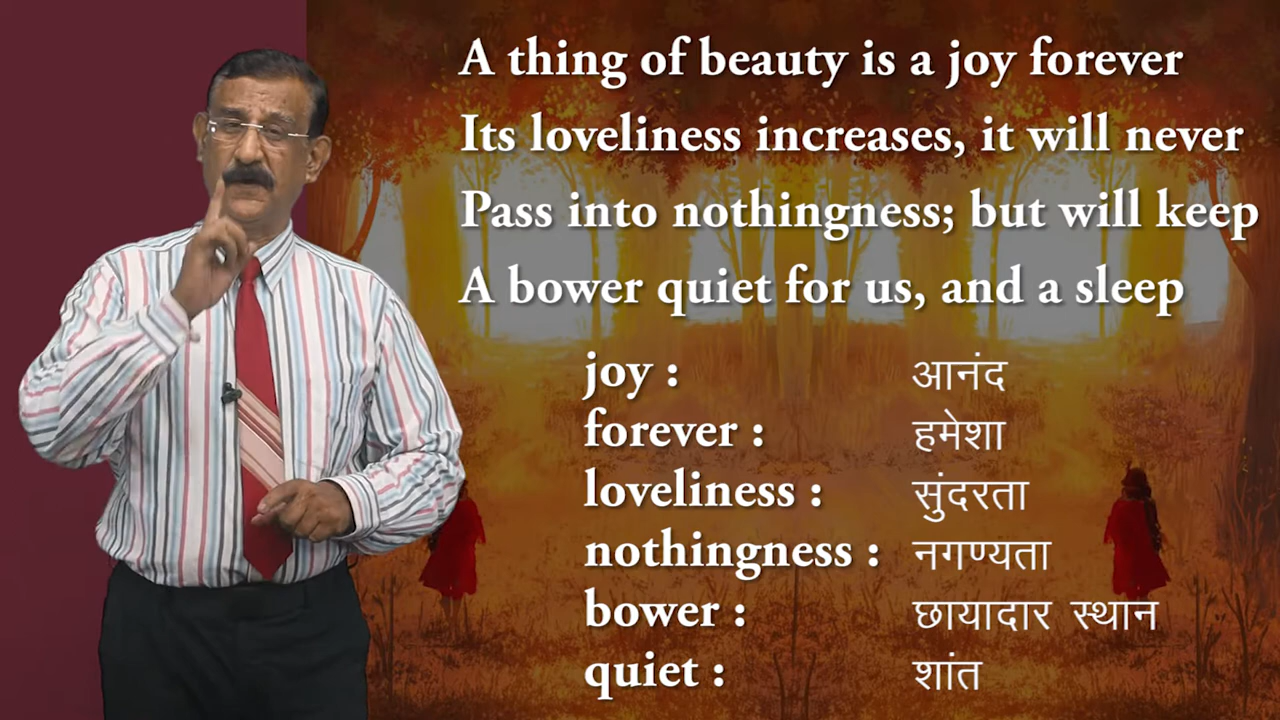 A thing of beauty is a joy forever
Its loveliness increases, it will never
Pass into nothingness; but will keep
A bower quiet for us, and a sleep
joy : आनंद
forever : हमेशा
loveliness : सुंदरता
nothingness : नगण्यता
bower : छायादार स्थान
quiet : शांत